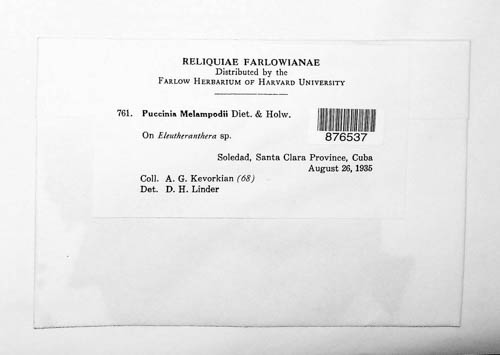 RELIQUIAE FARLOWIANAE
Distributed by the
FARLOW HERBARIUM OF HARVARD UNIVERSITY
761. Puccinia Melampodii Diet. & Holw.
876537
On Eleutheranthera sp.
Soledad, Santa Clara Province, Cuba
August 26, 1935
Coll. A. G. Kevorkian (68)
Det. D. H. Linder